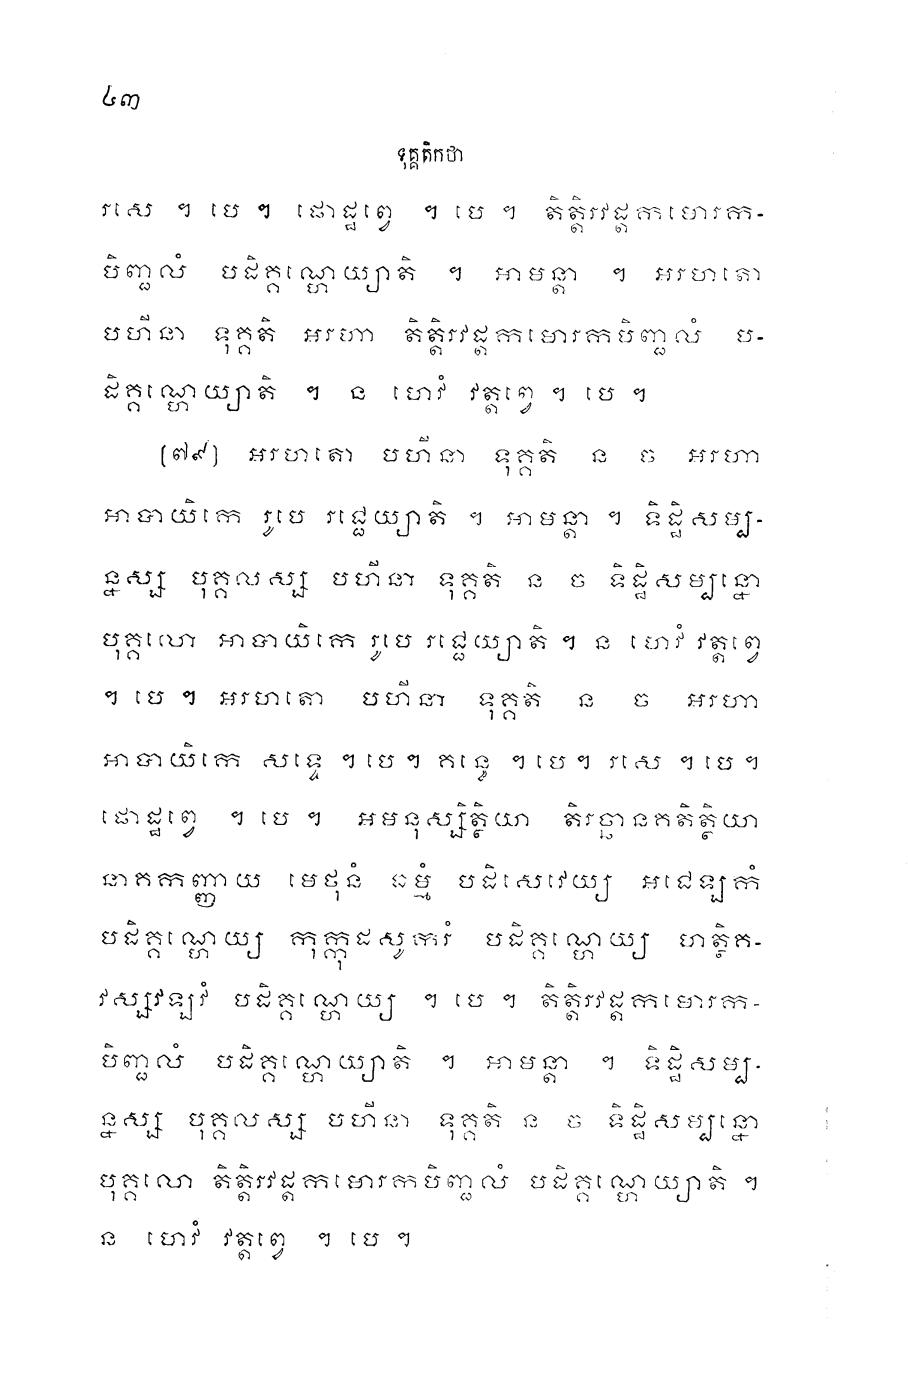 ៤៣
ទុគ្គតិកថា
រសេ ។ បេ ។ ផោដ្ឋព្វេ ។ បេ ។ តិត្តិរវដ្ដកមោរកក-
បិញ្ជលំ បដិគ្គណ្ហេយ្យាតិ ។ អាមន្តា ។ អរហតោ
បហីនា ទុគ្គតិ អរហា តិត្តិរវដ្ដកមោរកកបិញ្ជលំ ប-
ដិគ្គណ្ហេយ្យាតិ ។ ន ហេវំ វត្តព្វេ ។ បេ ។
(៧៩) អរហតោ បហីនា ទុគ្គតិ ន ច អរហា
អាបាយិកេ រូបេ រជ្ជេយ្យាតិ ។ អាមន្តា ។ ទិដ្ឋិសម្ប-
ន្នស្ស បុគ្គលស្ស បហីនា ទុគ្គតិ ន ច ទិដ្ឋិសម្បន្នោ
បុគ្គលោ អាបាយិកេ រូបេ រជ្ជេយ្យាតិ ។ ន ហេវំ វត្តព្វេ
។ បេ ។ អរហតោ បហីនា ទុគ្គតិ ន ច អរហា
អាបាយិកេ សទ្ទេ ។ បេ ។ គន្ធេ ។ បេ ។ រសេ ។ បេ ។
ផោដ្ឋព្វេ ។ បេ ។ អមនុស្សិត្ថិយា តិរច្ឆានគតិត្ថិយា
នាគកញ្ញាយ មេថុនំ ធម្មំ បដិសេវេយ្យ អជេឡកំ
បដិគ្គណ្ហេយ្យ កុក្កុដសូករំ បដិគ្គណ្ហេយ្យ ហត្ថិគ-
វស្សវឡវំ បដិគ្គណ្ហេយ្យ ។ បេ ។ តិត្តិរវដ្ដកមោរកក-
បិញ្ជលំ បដិគ្គណ្ហេយ្យាតិ ។ អាមន្តា ។ ទិដ្ឋិសម្ប-
ន្នស្ស បុគ្គលស្ស បហីនា ទុគ្គតិ ន ច ទិដ្ឋិសម្បន្នោ
បុគ្គលោ តិត្តិរវដ្ដកមោរកកបិញ្ជលំ បដិគ្គណ្ហេយ្យាតិ ។
ន ហេវំ វត្តព្វេ ។ បេ ។